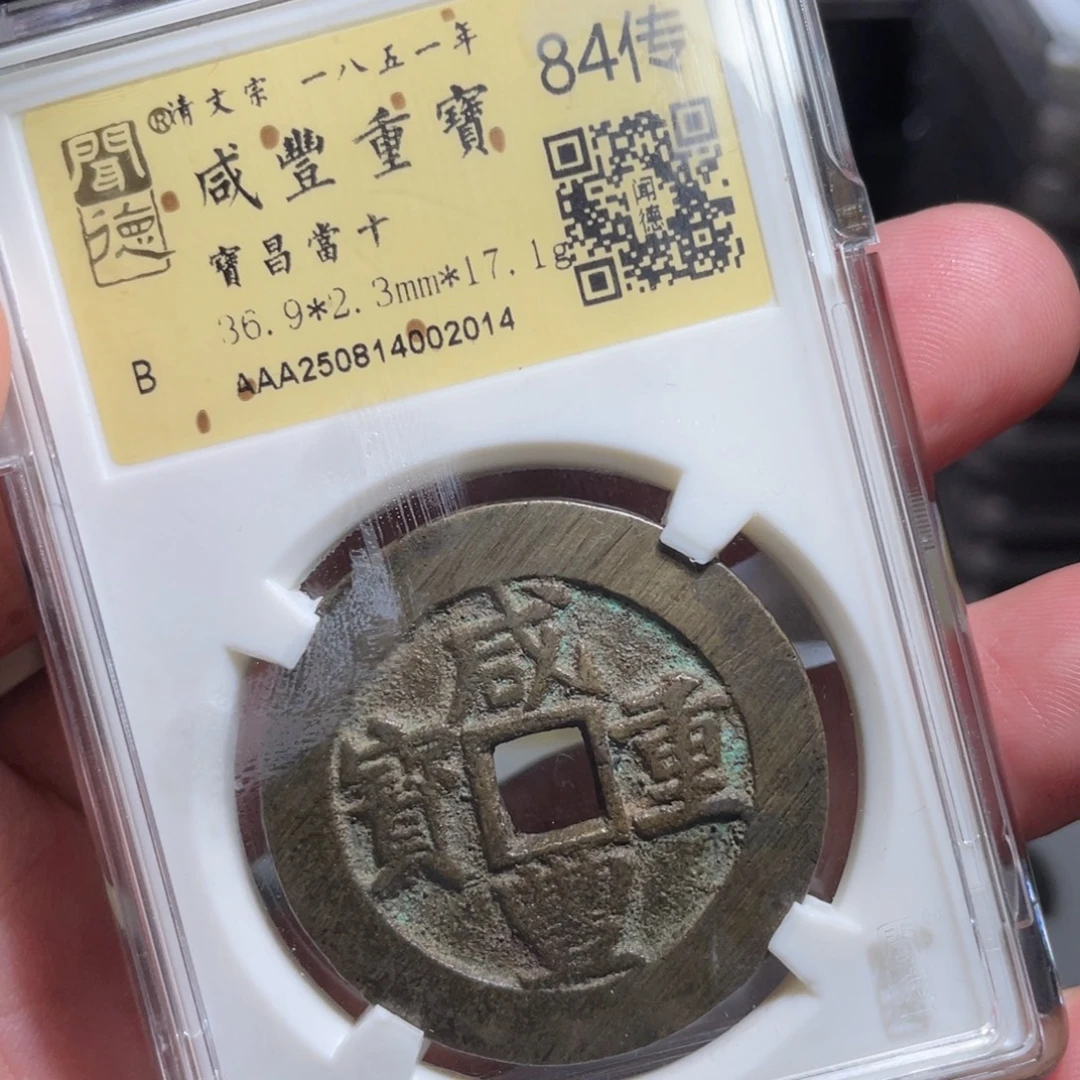 聞德
®清文宗 一八五一年
84传
咸豐重寶
寶昌當十
闻德
36.9*2.3mm*17.1g
B AAA250814002014
咸豐重寶